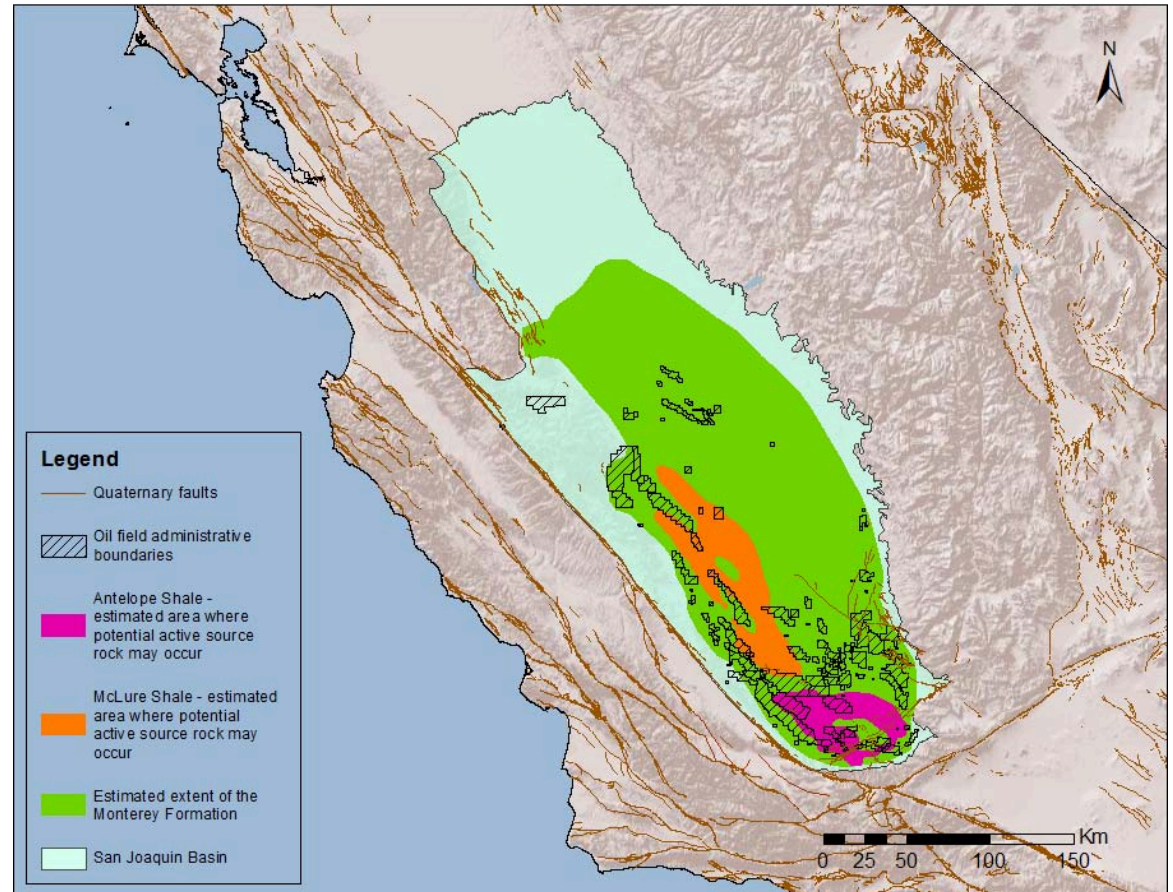 N
Legend
Quaternary faults
Oil field administrative
boundaries
Antelope Shale -
estimated area where
potential active source
rock may occur
McLure Shale - estimated
area where potential
active source rock may
occur
Estimated extent of the
Monterey Formation
San Joaquin Basin
Km
0 25 50 100 150